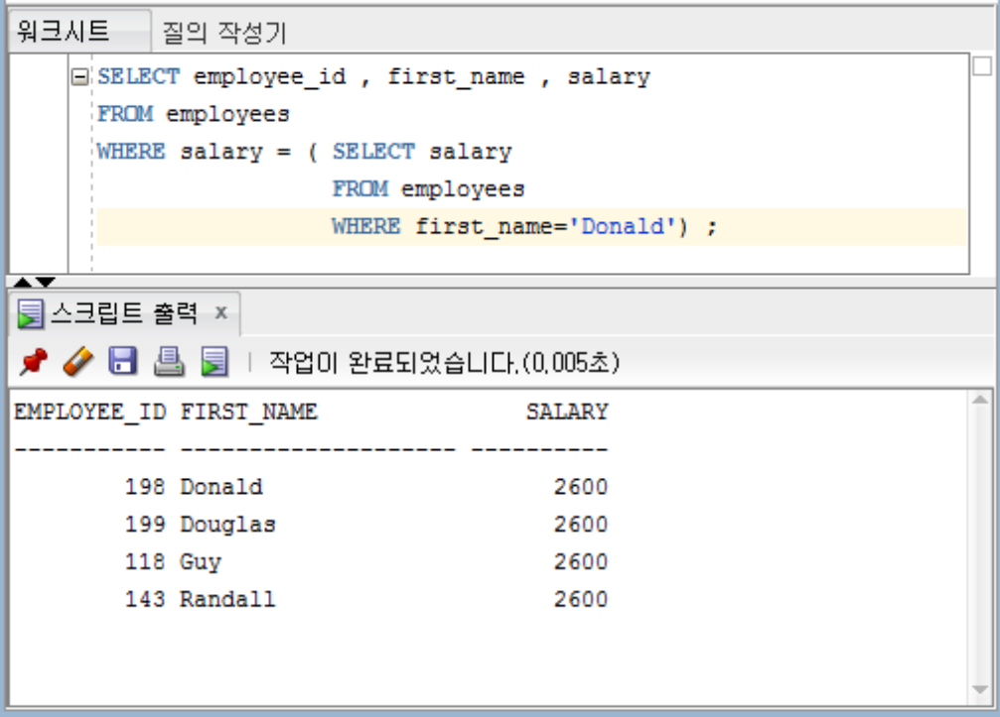 워크시트 질의 작성기
SELECT employee_id , first_name , salary
FROM employees
WHERE salary = ( SELECT salary
FROM employees
WHERE first_name='Donald') ;
스크립트 출력 x
작업이 완료되었습니다.(0,005초)
EMPLOYEE_ID FIRST_NAME SALARY
----------- -------------------- ----------
198 Donald 2600
199 Douglas 2600
118 Guy 2600
143 Randall 2600